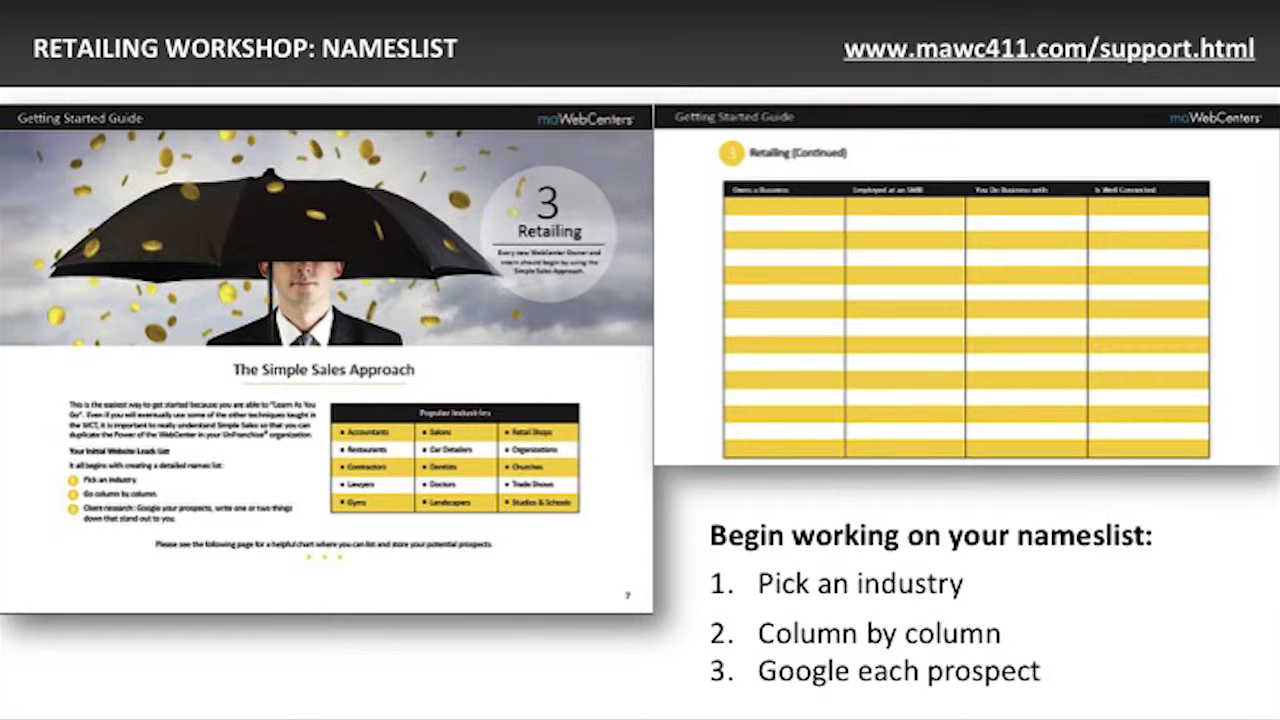 RETAILING WORKSHOP: NAMESLIST
www.mawc411.com/support.html
Getting Started Guide
maWebCenters
3
Retailing
Every new WebCenter Owner and
intern should begin by using the
Simple Sales Approach.
The Simple Sales Approach
This is the easiest way to get started because you are able to "Learn As You
Go". Even if you will eventually use some of the other techniques taught in
the WCT, it is important to really understand Simple Sales so that you can
duplicate the Power of the WebCenter in your UnFranchise® organization.
Your Initial Website Leads List
It all begins with creating a detailed names list:
1 Pick an industry.
2 Go column by column.
3 Client research: Google your prospects, write one or two things
down that stand out to you.
Popular Industries
• Accountants • Salons • Retail Shops
• Restaurants • Car Detailers • Organizations
• Contractors • Dentists • Churches
• Lawyers • Doctors • Trade Shows
• Gyms • Landscapers • Studios & Schools
Please see the following page for a helpful chart where you can list and store your potential prospects.
7
Getting Started Guide
maWebCenters
3 Retailing (Continued)
Owns a Business Employed at an SMB You Do Business with Is Well Connected
Begin working on your nameslist:
1. Pick an industry
2. Column by column
3. Google each prospect